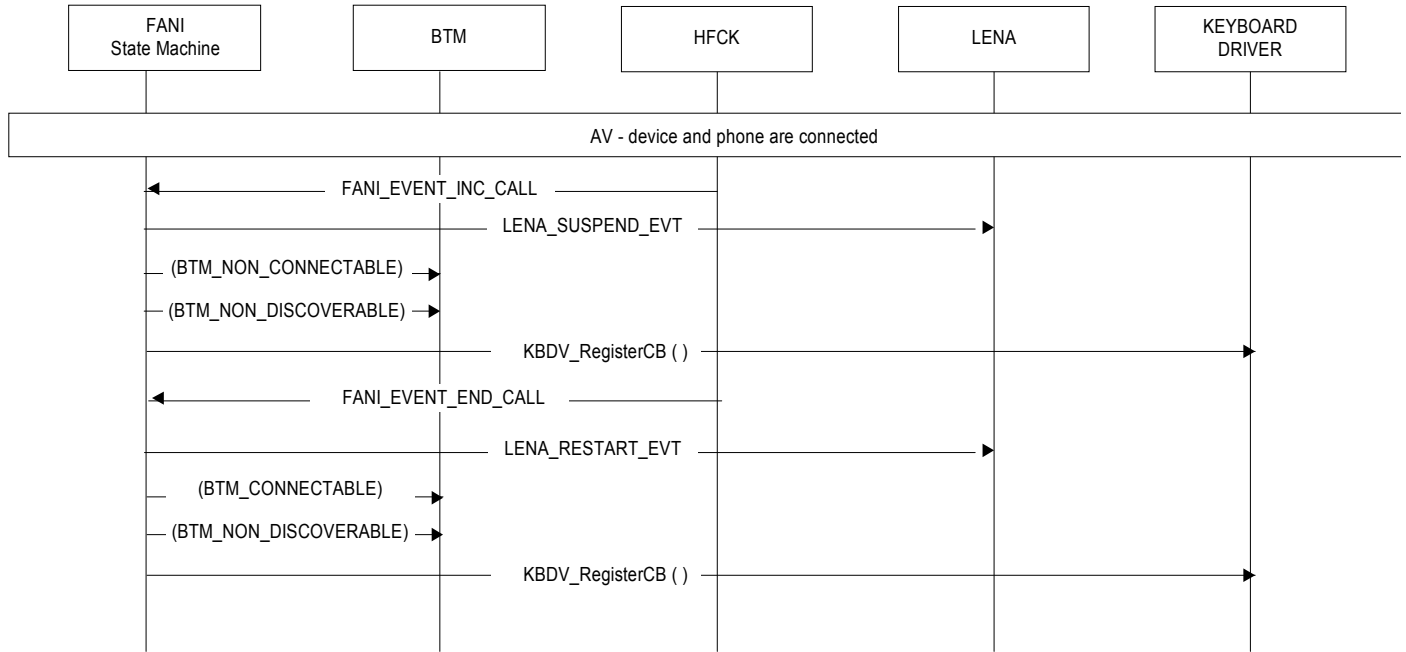 FANI
State Machine
BTM
HFCK
LENA
KEYBOARD
DRIVER
AV - device and phone are connected
FANI_EVENT_INC_CALL
LENA_SUSPEND_EVT
(BTM_NON_CONNECTABLE)
(BTM_NON_DISCOVERABLE)
KBDV_RegisterCB ( )
FANI_EVENT_END_CALL
LENA_RESTART_EVT
(BTM_CONNECTABLE)
(BTM_NON_DISCOVERABLE)
KBDV_RegisterCB ( )